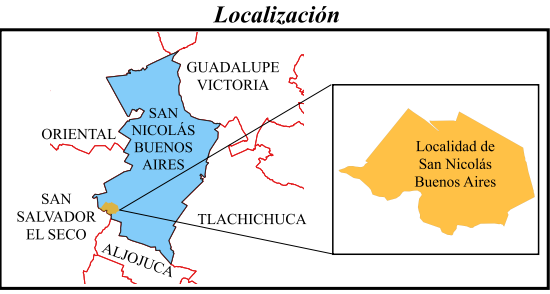 Localización
GUADALUPE
VICTORIA
SAN
NICOLÁS
BUENOS
AIRES
ORIENTAL
Localidad de
San Nicolás
Buenos Aires
SAN
SALVADOR
EL SECO
TLACHICHUCA
ALJOJUCA